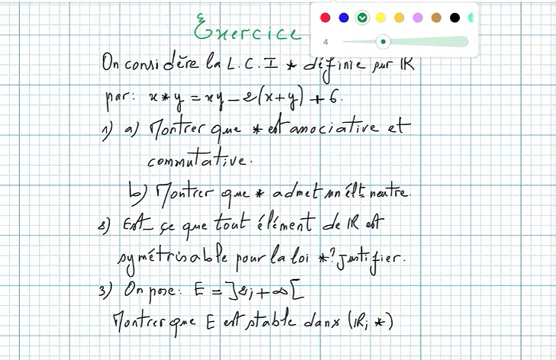 Exercice
4
On considère la L.C.I * définie sur IR
par: x*y = xy - 2(x+y) + 6.
1) a) Montrer que * est associative et
commutative.
b) Montrer que * admet un élt neutre.
2) Est-ce que tout élément de IR est
symétrisable pour la loi *? Justifier.
3) On pose: E = ]2; +∞[
Montrer que E est stable dans (IR; *)